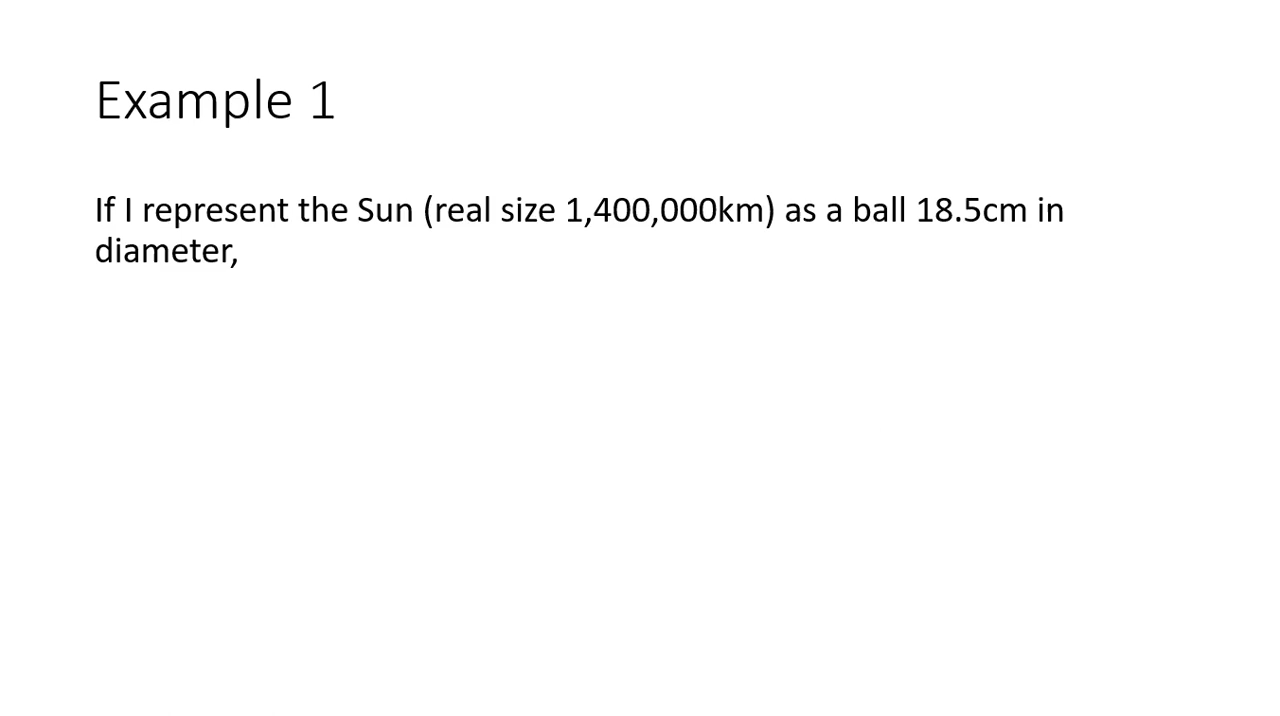 Example 1
If I represent the Sun (real size 1,400,000km) as a ball 18.5cm in
diameter,